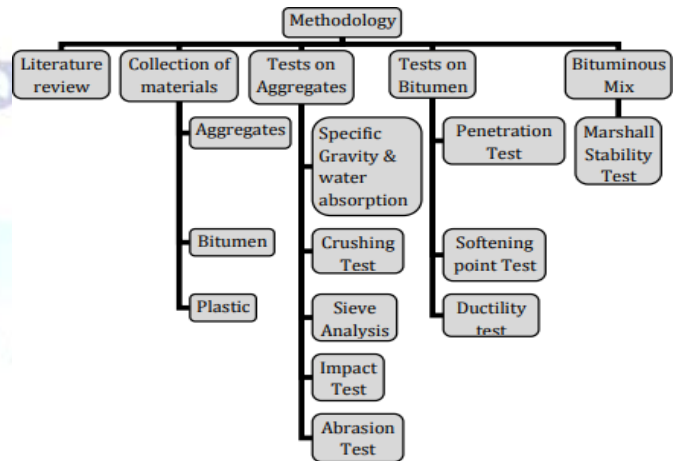 Methodology
Literature
review
Collection of
materials
Tests on
Aggregates
Tests on
Bitumen
Bituminous
Mix
Aggregates
Bitumen
Plastic
Specific
Gravity &
water
absorption
Crushing
Test
Sieve
Analysis
Impact
Test
Abrasion
Test
Penetration
Test
Softening
point Test
Ductility
test
Marshall
Stability
Test